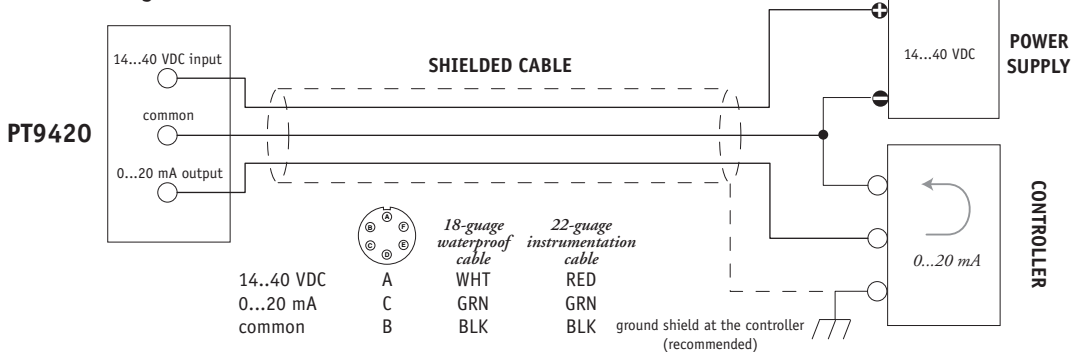 14...40 VDC input
common
0...20 mA output
PT9420
SHIELDED CABLE
14...40 VDC
POWER
SUPPLY
CONTROLLER
0...20 mA
A
B
F
C
E
D
18-guage
waterproof
cable
22-guage
instrumentation
cable
14..40 VDC A WHT RED
0...20 mA C GRN GRN
common B BLK BLK
ground shield at the controller
(recommended)